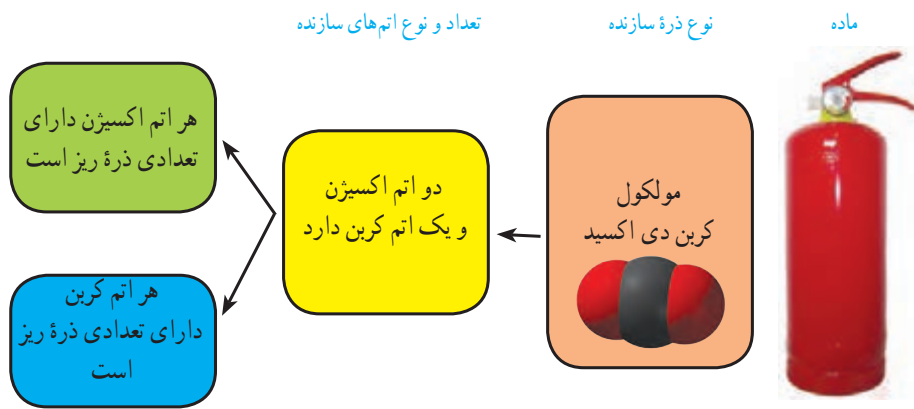 ماده
نوع ذرهٔ سازنده
تعداد و نوع اتم‌های سازنده
مولکول
کربن دی اکسید
دو اتم اکسیژن
و یک اتم کربن دارد
هر اتم اکسیژن دارای
تعدادی ذرهٔ ریز است
هر اتم کربن
دارای تعدادی ذرهٔ ریز
است